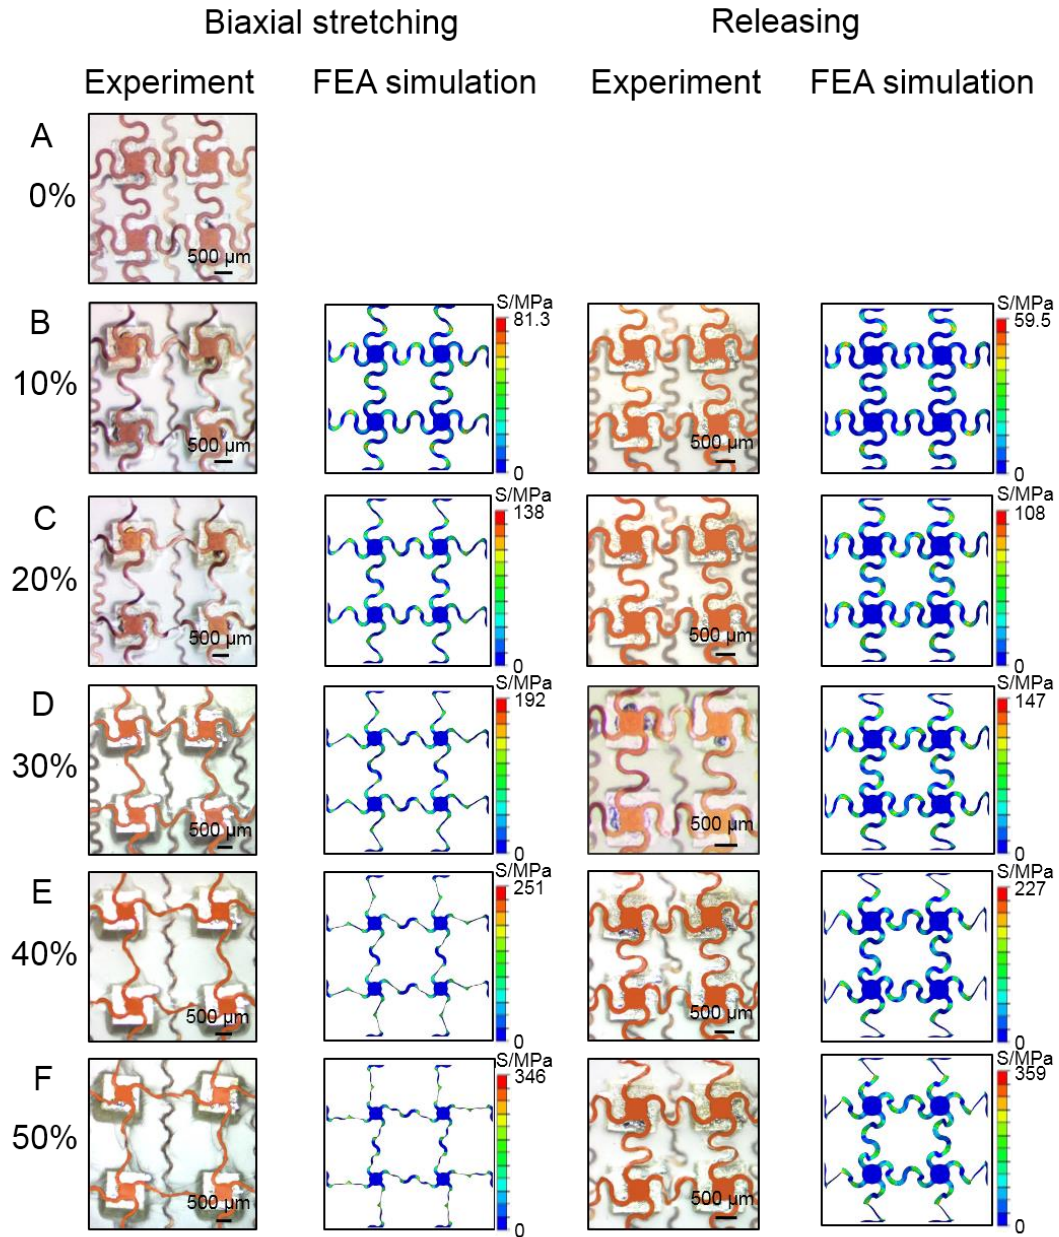 Biaxial stretching Releasing
Experiment FEA simulation Experiment FEA simulation
A
0%
500 µm
B
10%
500 µm
S/MPa
81.3
0
500 µm
S/MPa
59.5
0
C
20%
500 µm
S/MPa
138
0
500 µm
S/MPa
108
0
D
30%
500 µm
S/MPa
192
0
500 µm
S/MPa
147
0
E
40%
500 µm
S/MPa
251
0
500 µm
S/MPa
227
0
F
50%
500 µm
S/MPa
346
0
500 µm
S/MPa
359
0